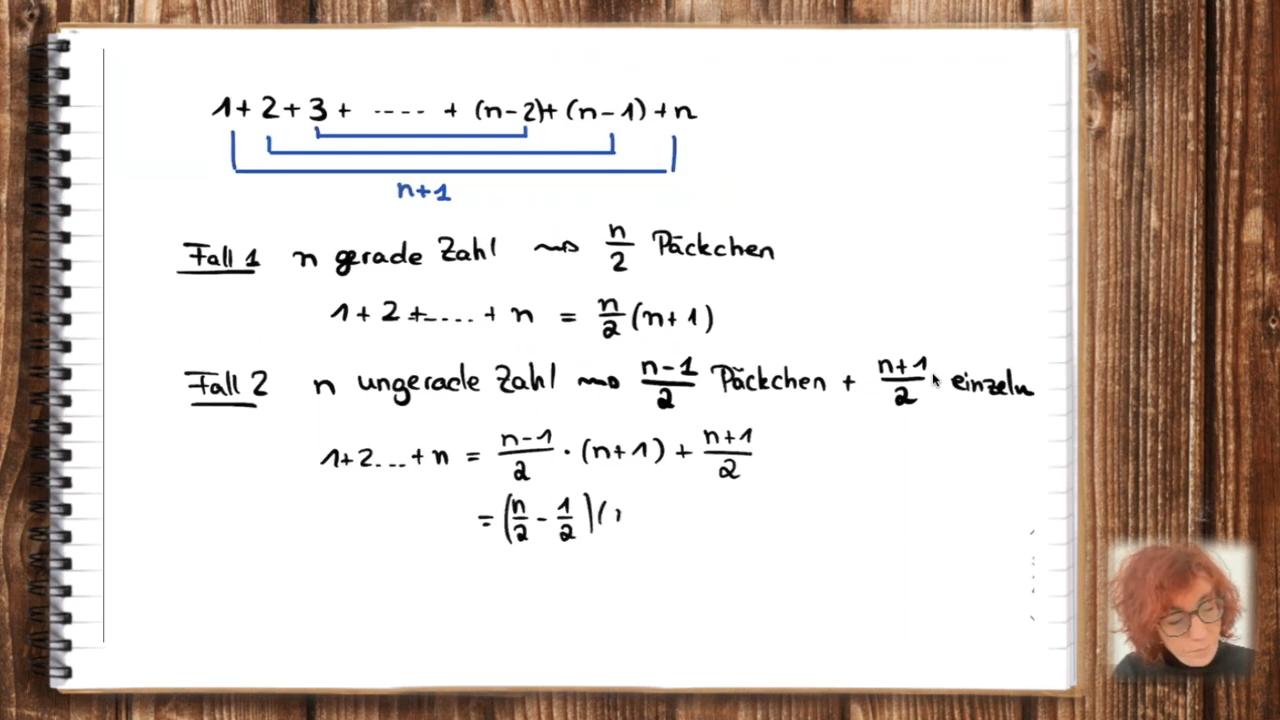 1+2+3+ ---- + (n-2)+(n-1)+n
n+1
Fall 1 n gerade Zahl ⇝ n/2 Päckchen
1+2+....+n = n/2 (n+1)
Fall 2 n ungerade Zahl ⇝ (n-1)/2 Päckchen + (n+1)/2 einzeln
1+2...+n = (n-1)/2 · (n+1) + (n+1)/2
= (n/2 - 1/2)(